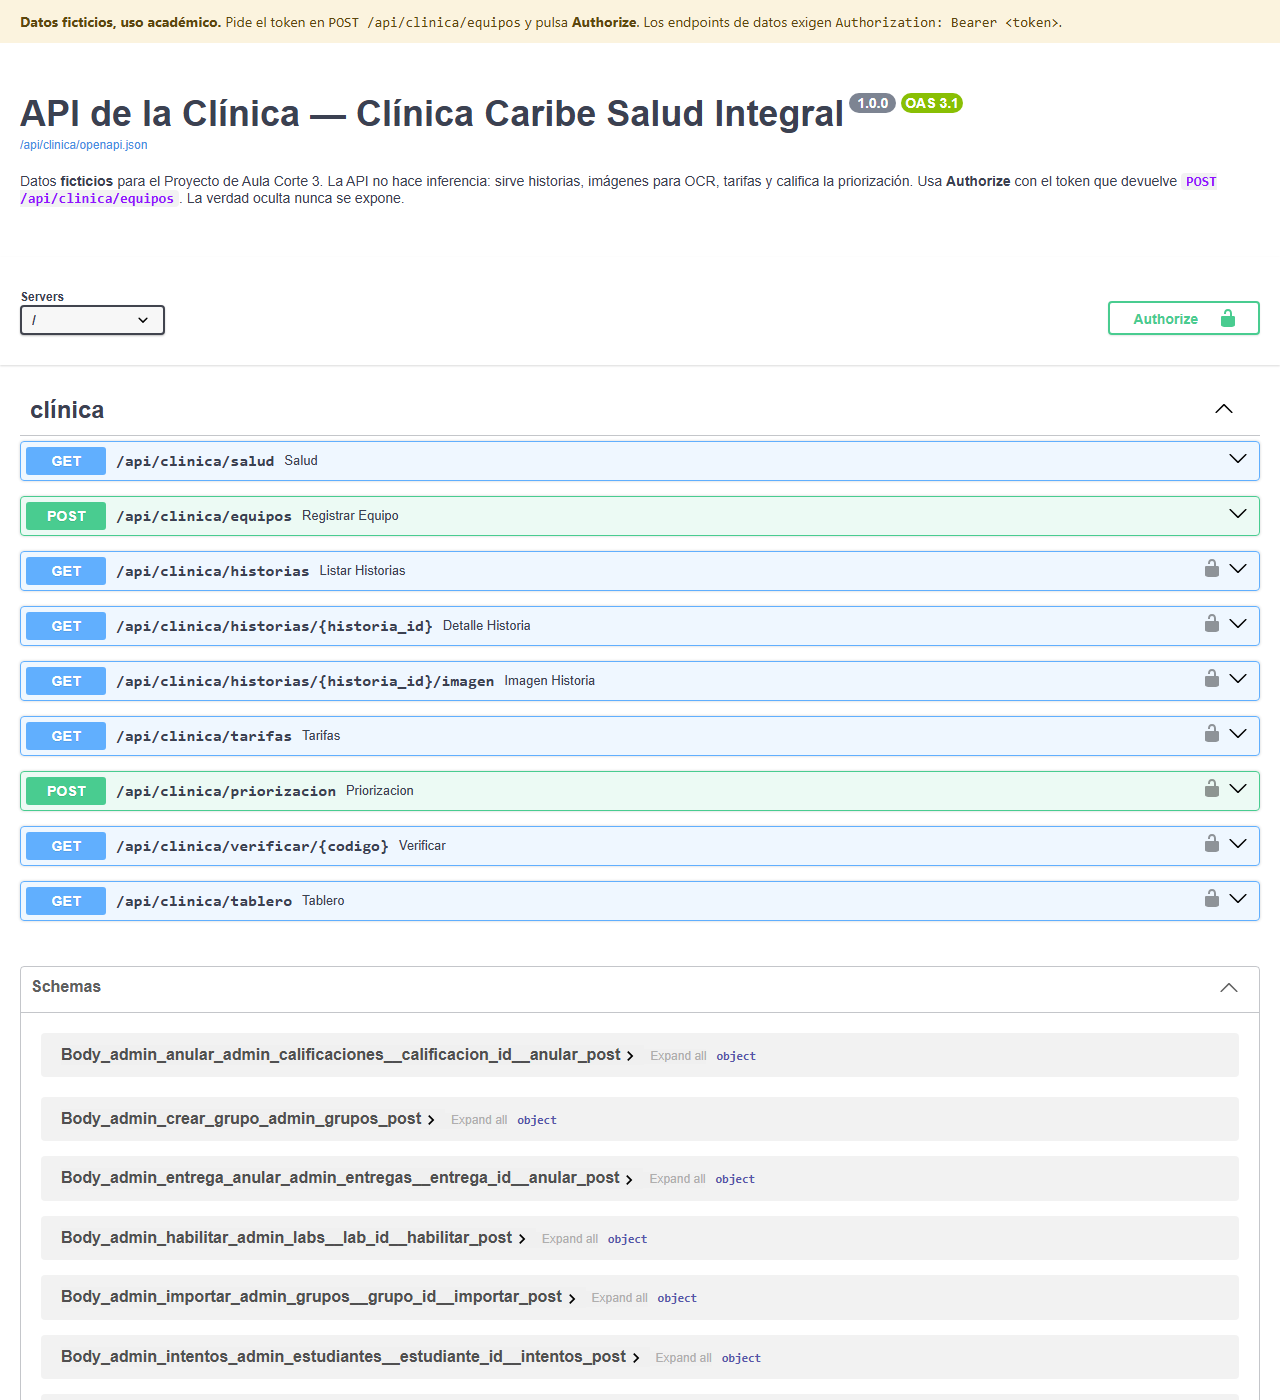 Datos ficticios, uso académico. Pide el token en POST /api/clinica/equipos y pulsa Authorize. Los endpoints de datos exigen Authorization: Bearer <token>.
API de la Clínica — Clínica Caribe Salud Integral 1.0.0 OAS 3.1
/api/clinica/openapi.json
Datos ficticios para el Proyecto de Aula Corte 3. La API no hace inferencia: sirve historias, imágenes para OCR, tarifas y califica la priorización. Usa Authorize con el token que devuelve POST
/api/clinica/equipos . La verdad oculta nunca se expone.
Servers
/
Authorize
clínica
GET /api/clinica/salud Salud
POST /api/clinica/equipos Registrar Equipo
GET /api/clinica/historias Listar Historias
GET /api/clinica/historias/{historia_id} Detalle Historia
GET /api/clinica/historias/{historia_id}/imagen Imagen Historia
GET /api/clinica/tarifas Tarifas
POST /api/clinica/priorizacion Priorizacion
GET /api/clinica/verificar/{codigo} Verificar
GET /api/clinica/tablero Tablero
Schemas
Body_admin_anular_admin_calificaciones__calificacion_id__anular_post Expand all object
Body_admin_crear_grupo_admin_grupos_post Expand all object
Body_admin_entrega_anular_admin_entregas__entrega_id__anular_post Expand all object
Body_admin_habilitar_admin_labs__lab_id__habilitar_post Expand all object
Body_admin_importar_admin_grupos__grupo_id__importar_post Expand all object
Body_admin_intentos_admin_estudiantes__estudiante_id__intentos_post Expand all object